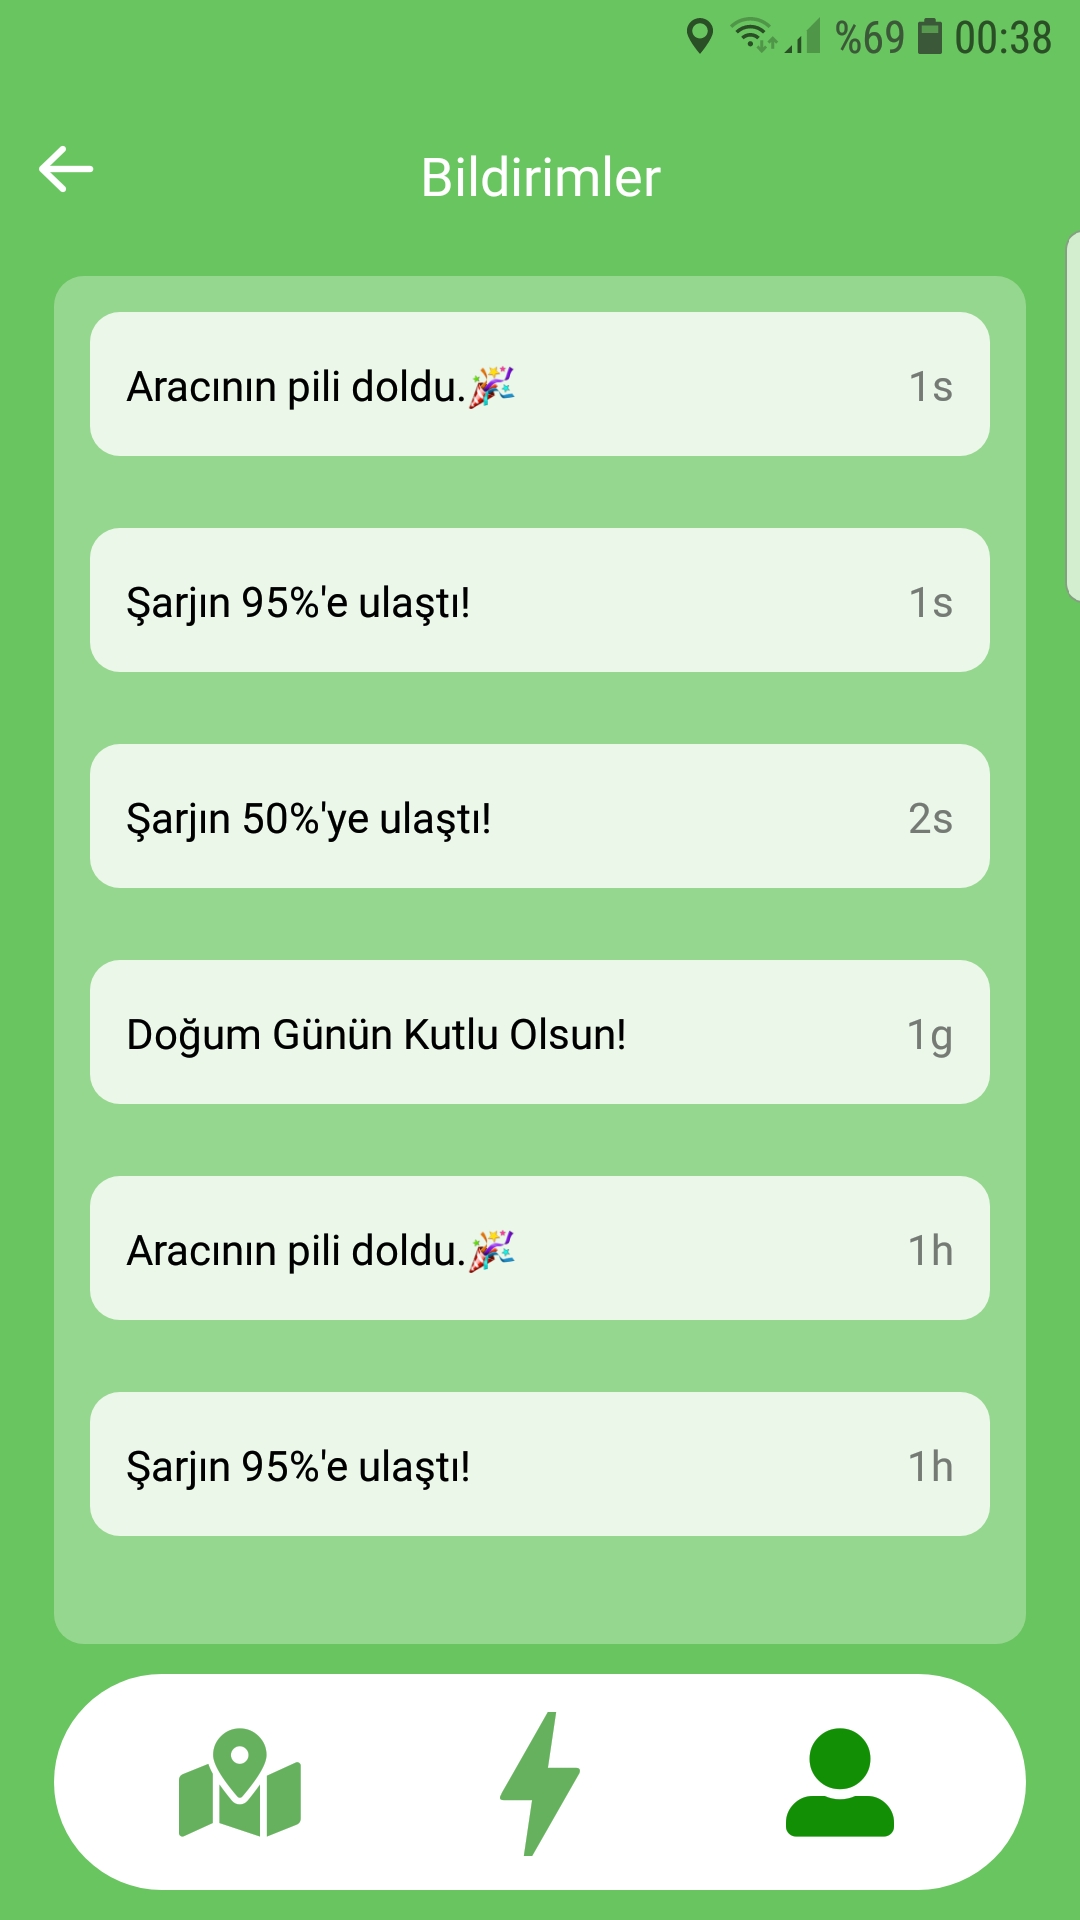 %69 00:38
Bildirimler
Aracının pili doldu.🎉 1s
Şarjın 95%'e ulaştı! 1s
Şarjın 50%'ye ulaştı! 2s
Doğum Günün Kutlu Olsun! 1g
Aracının pili doldu.🎉 1h
Şarjın 95%'e ulaştı! 1h